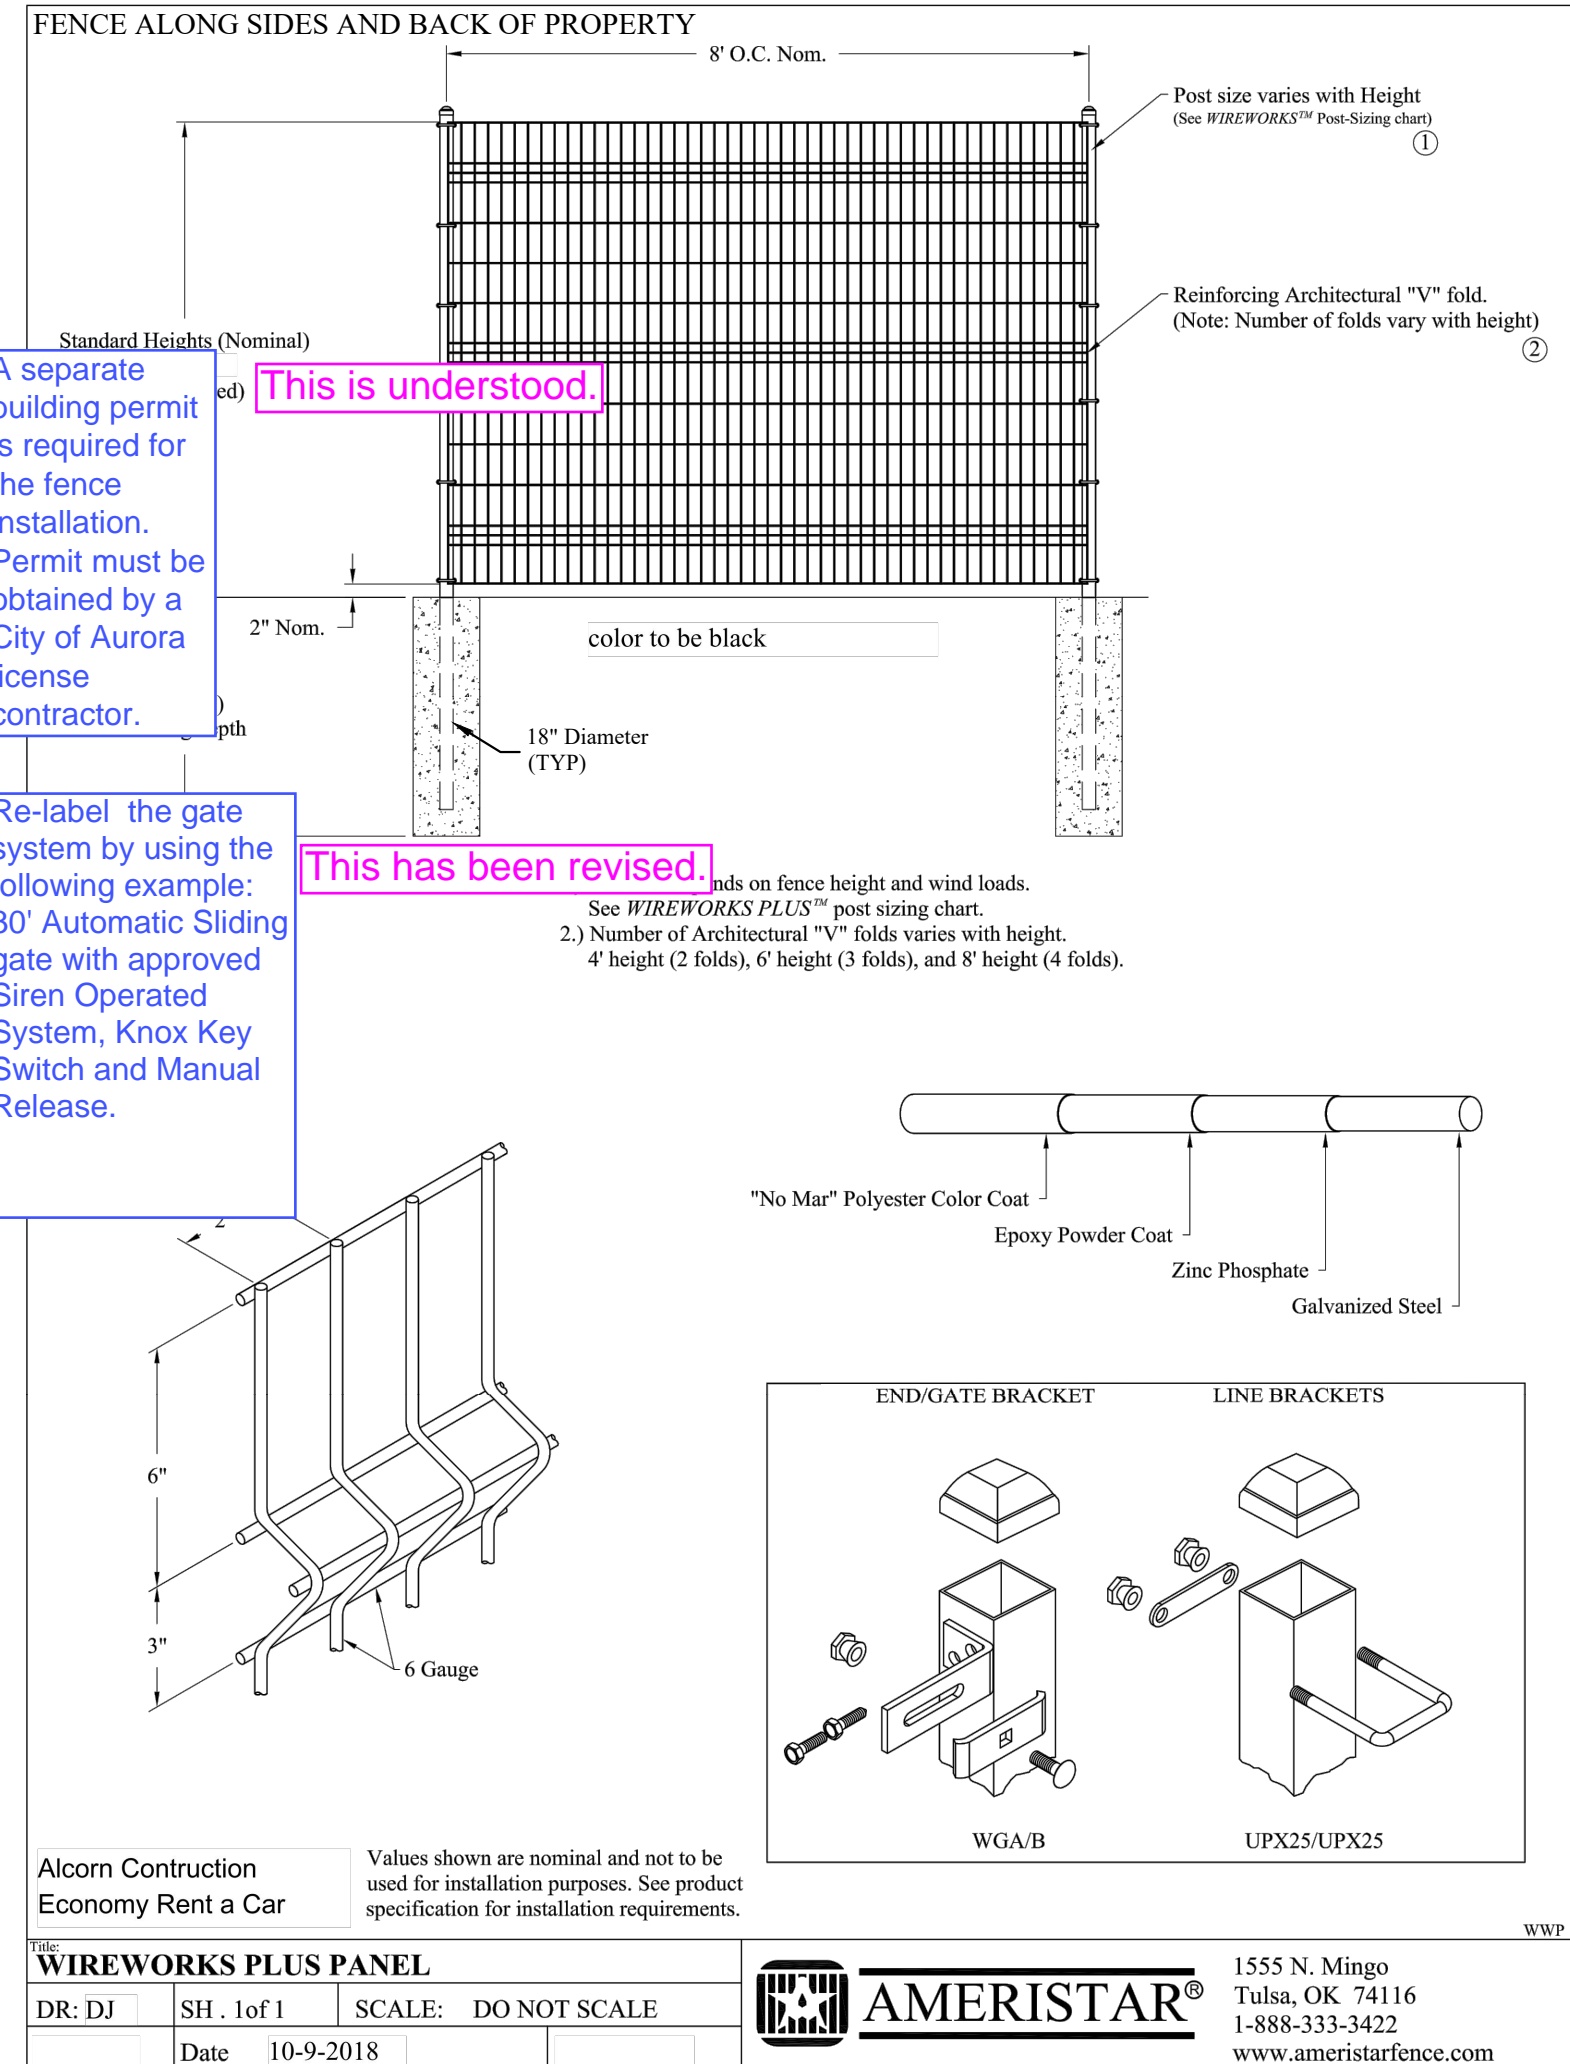 FENCE ALONG SIDES AND BACK OF PROPERTY
8' O.C. Nom.
Post size varies with Height
(See WIREWORKS™ Post-Sizing chart)
1
Reinforcing Architectural "V" fold.
(Note: Number of folds vary with height)
2
Standard Heights (Nominal)
ed)
This is understood.
A separate
building permit
is required for
the fence
installation.
Permit must be
obtained by a
City of Aurora
license
contractor.
2" Nom.
color to be black
)
pth
18" Diameter
(TYP)
Re-label the gate
system by using the
following example:
30' Automatic Sliding
gate with approved
Siren Operated
System, Knox Key
Switch and Manual
Release.
This has been revised.
nds on fence height and wind loads.
See WIREWORKS PLUS™ post sizing chart.
2.) Number of Architectural "V" folds varies with height.
4' height (2 folds), 6' height (3 folds), and 8' height (4 folds).
"No Mar" Polyester Color Coat
Epoxy Powder Coat
Zinc Phosphate
Galvanized Steel
2
6"
3"
6 Gauge
END/GATE BRACKET
LINE BRACKETS
WGA/B
UPX25/UPX25
Alcorn Contruction
Economy Rent a Car
Values shown are nominal and not to be
used for installation purposes. See product
specification for installation requirements.
WWP
Title:
WIREWORKS PLUS PANEL
DR: DJ
SH . 1of 1
SCALE: DO NOT SCALE
Date 10-9-2018
AMERISTAR®
1555 N. Mingo
Tulsa, OK 74116
1-888-333-3422
www.ameristarfence.com